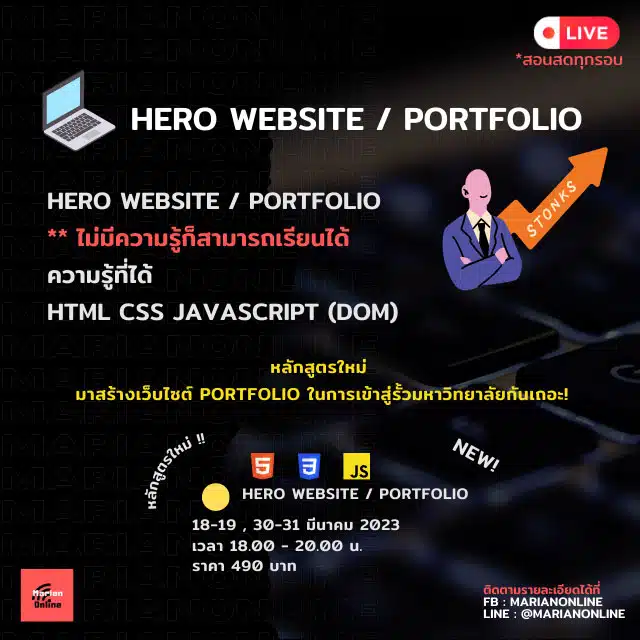 LIVE
*สอนสดทุกรอบ
HERO WEBSITE / PORTFOLIO
STONKS
HERO WEBSITE / PORTFOLIO
** ไม่มีความรู้ก็สามารถเรียนได้
ความรู้ที่ได้
HTML CSS JAVASCRIPT (DOM)
หลักสูตรใหม่
มาสร้างเว็บไซต์ PORTFOLIO ในการเข้าสู่รั้วมหาวิทยาลัยกันเถอะ!
หลักสูตรใหม่ !!
NEW!
5 3 JS
HERO WEBSITE / PORTFOLIO
18-19 , 30-31 มีนาคม 2023
เวลา 18.00 - 20.00 น.
ราคา 490 บาท
Marian
Online
ติดตามรายละเอียดได้ที่
FB : MARIANONLINE
LINE : @MARIANONLINE